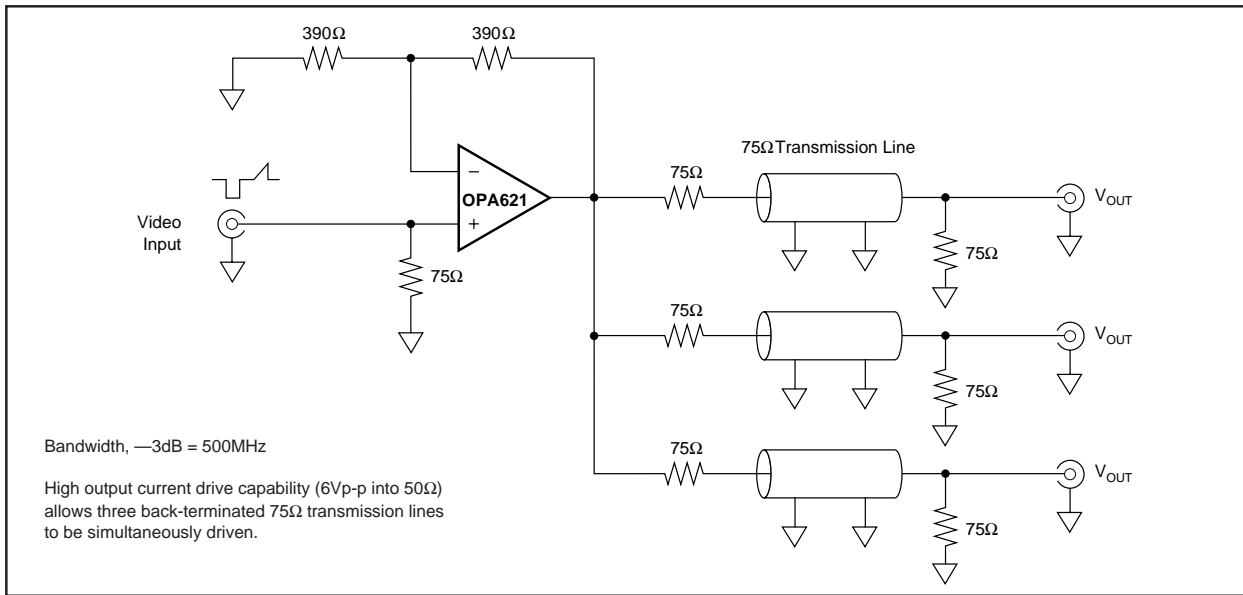 390Ω
390Ω
75Ω Transmission Line
75Ω
−
OPA621
+
Video
Input
75Ω
VOUT
75Ω
75Ω
VOUT
75Ω
75Ω
VOUT
75Ω
Bandwidth, —3dB = 500MHz
High output current drive capability (6Vp-p into 50Ω)
allows three back-terminated 75Ω transmission lines
to be simultaneously driven.